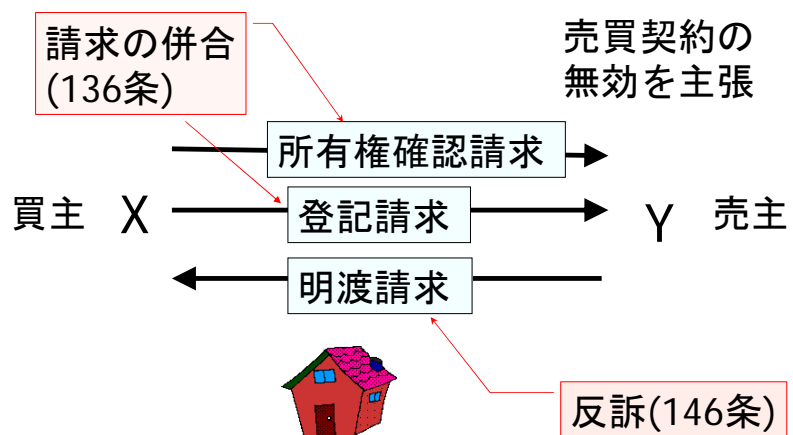 請求の併合
(136条)
売買契約の
無効を主張
所有権確認請求
買主 X
登記請求
Y 売主
明渡請求
反訴(146条)